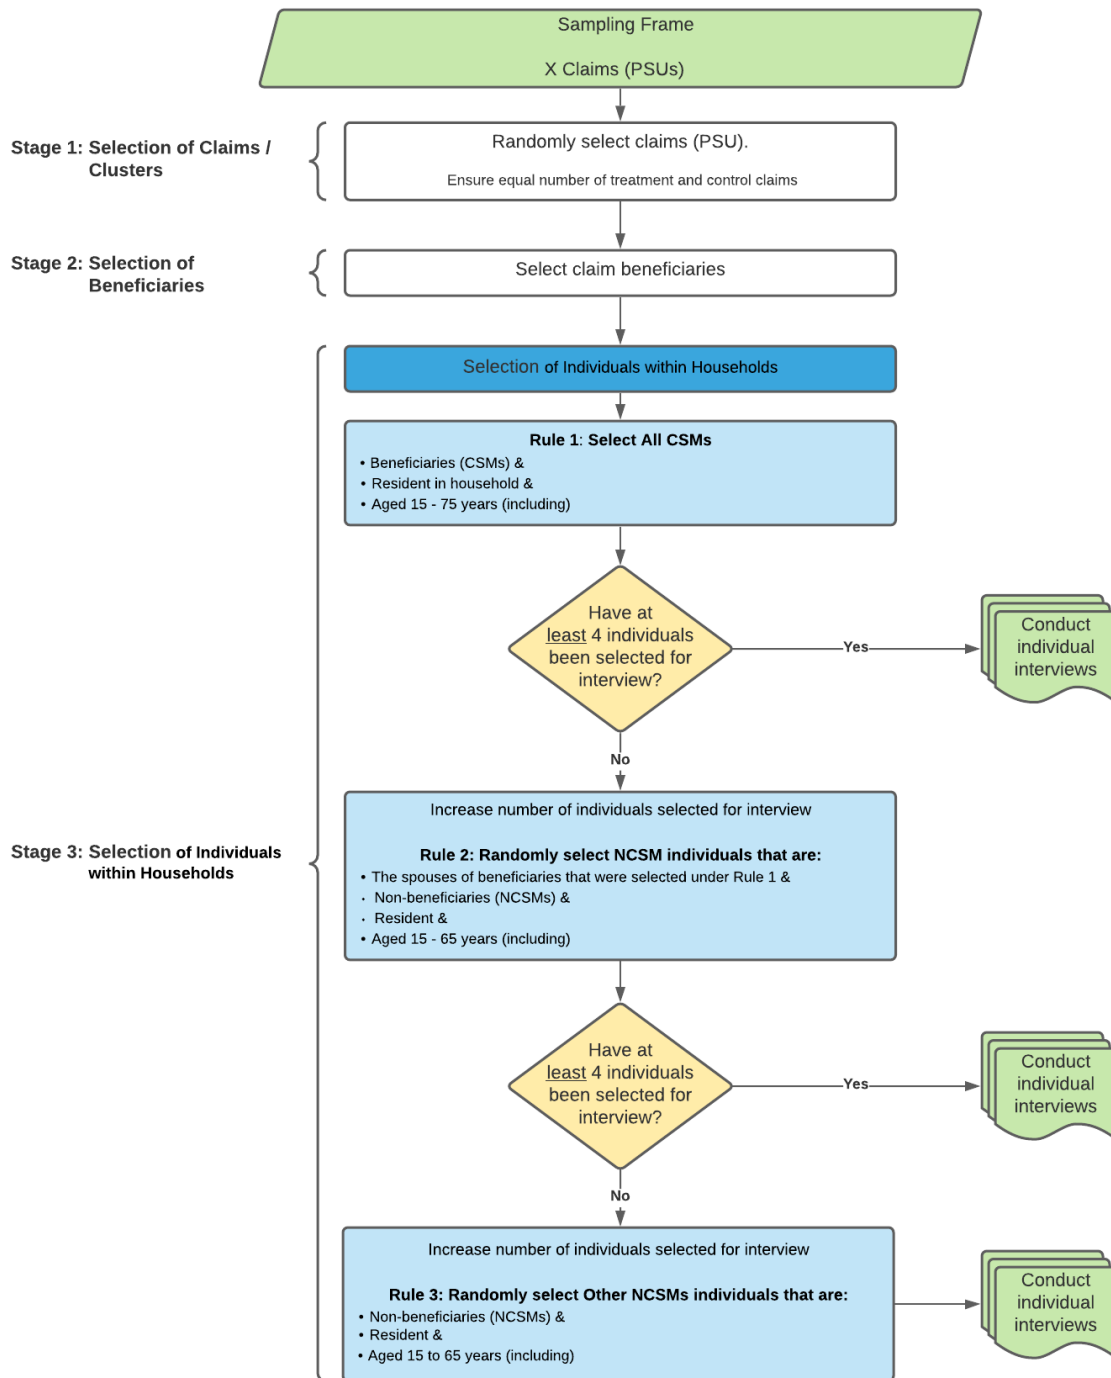 Sampling Frame
X Claims (PSUs)
Stage 1: Selection of Claims /
Clusters
Randomly select claims (PSU).
Ensure equal number of treatment and control claims
Stage 2: Selection of
Beneficiaries
Select claim beneficiaries
Selection of Individuals within Households
Rule 1: Select All CSMs
• Beneficiaries (CSMs) &
• Resident in household &
• Aged 15 - 75 years (including)
Have at
least 4 individuals
been selected for
interview?
Yes
Conduct
individual
interviews
No
Stage 3: Selection of Individuals
within Households
Increase number of individuals selected for interview
Rule 2: Randomly select NCSM individuals that are:
• The spouses of beneficiaries that were selected under Rule 1 &
· Non-beneficiaries (NCSMs) &
· Resident &
• Aged 15 - 65 years (including)
Have at
least 4 individuals
been selected for
interview?
Yes
Conduct
individual
interviews
No
Increase number of individuals selected for interview
Rule 3: Randomly select Other NCSMs individuals that are:
• Non-beneficiaries (NCSMs) &
• Resident &
• Aged 15 to 65 years (including)
Conduct
individual
interviews